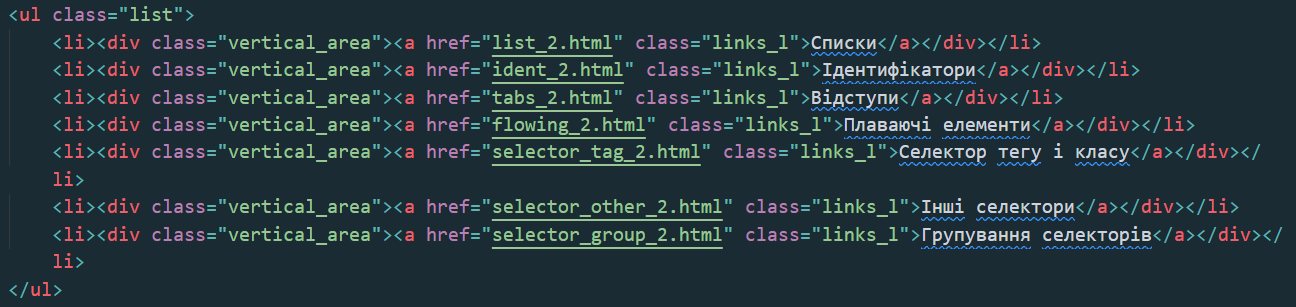 <ul class="list">
<li><div class="vertical_area"><a href="list_2.html" class="links_l">Списки</a></div></li>
<li><div class="vertical_area"><a href="ident_2.html" class="links_l">Ідентифікатори</a></div></li>
<li><div class="vertical_area"><a href="tabs_2.html" class="links_l">Відступи</a></div></li>
<li><div class="vertical_area"><a href="flowing_2.html" class="links_l">Плаваючі елементи</a></div></li>
<li><div class="vertical_area"><a href="selector_tag_2.html" class="links_l">Селектор тегу і класу</a></div></
li>
<li><div class="vertical_area"><a href="selector_other_2.html" class="links_l">Інші селектори</a></div></li>
<li><div class="vertical_area"><a href="selector_group_2.html" class="links_l">Групування селекторів</a></div></
li>
</ul>